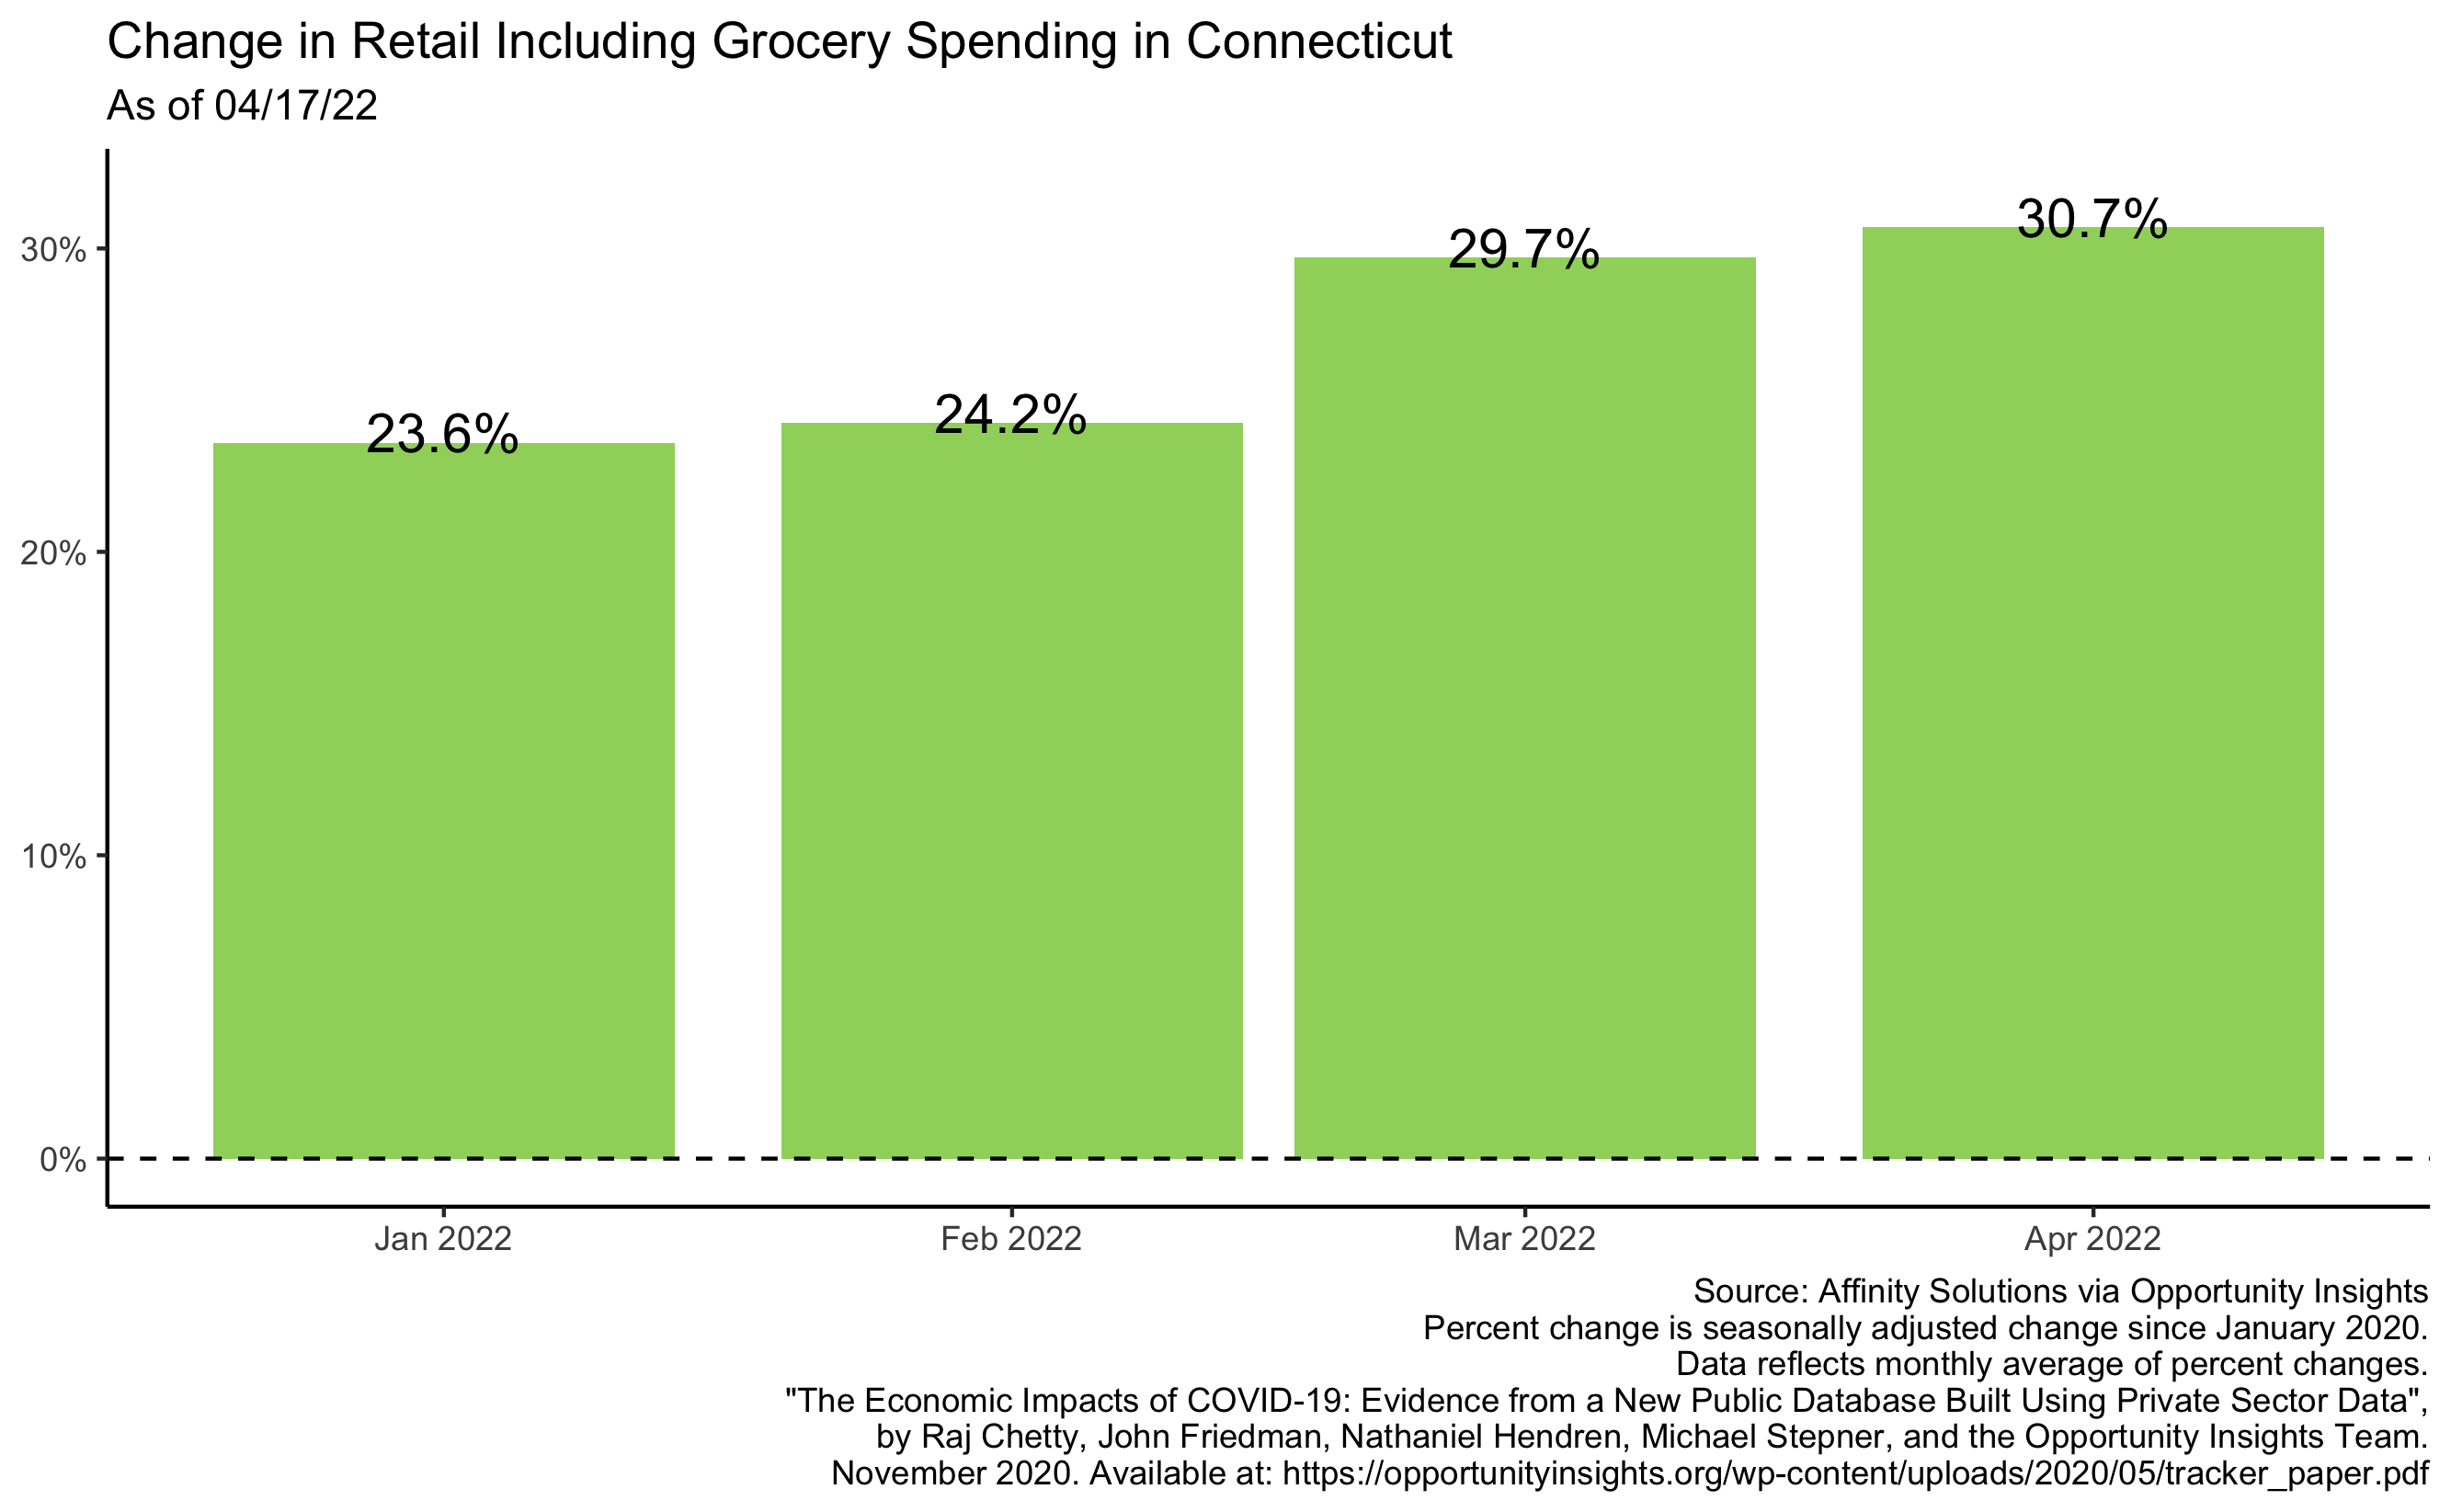 Change in Retail Including Grocery Spending in Connecticut
As of 04/17/22
30%
20%
10%
0%
23.6%
24.2%
29.7%
30.7%
Jan 2022
Feb 2022
Mar 2022
Apr 2022
Source: Affinity Solutions via Opportunity Insights
Percent change is seasonally adjusted change since January 2020.
Data reflects monthly average of percent changes.
"The Economic Impacts of COVID-19: Evidence from a New Public Database Built Using Private Sector Data",
by Raj Chetty, John Friedman, Nathaniel Hendren, Michael Stepner, and the Opportunity Insights Team.
November 2020. Available at: https://opportunityinsights.org/wp-content/uploads/2020/05/tracker_paper.pdf